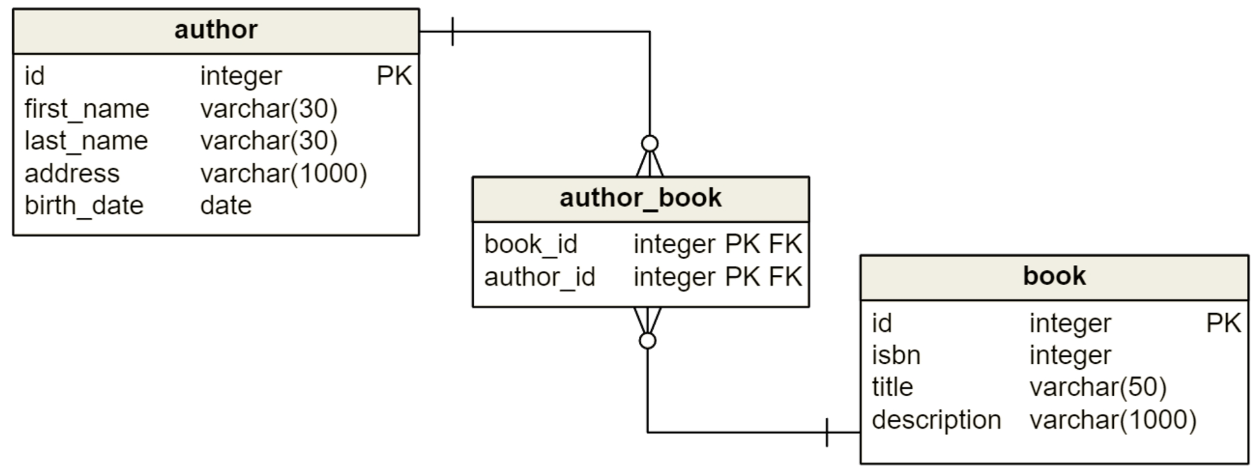 author
id integer PK
first_name varchar(30)
last_name varchar(30)
address varchar(1000)
birth_date date
author_book
book_id integer PK FK
author_id integer PK FK
book
id integer PK
isbn integer
title varchar(50)
description varchar(1000)